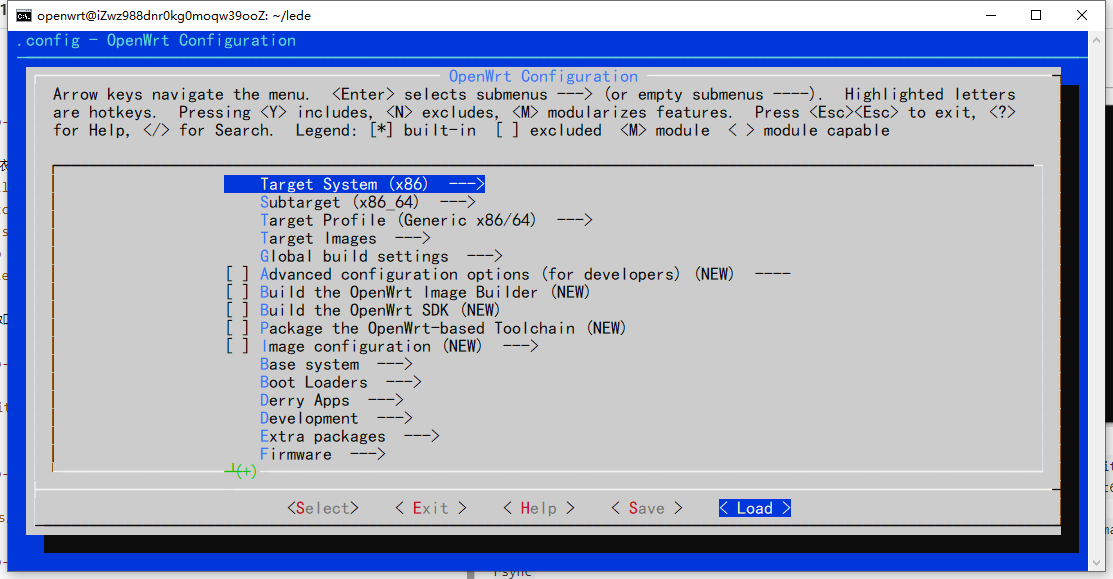 openwrt@iZwz988dnr0kg0moqw39ooZ: ~/lede
.config - OpenWrt Configuration
OpenWrt Configuration
Arrow keys navigate the menu.  <Enter> selects submenus ---> (or empty submenus ----).  Highlighted letters
are hotkeys.  Pressing <Y> includes, <N> excludes, <M> modularizes features.  Press <Esc><Esc> to exit, <?>
for Help, </> for Search.  Legend: [*] built-in  [ ] excluded  <M> module  < > module capable
Target System (x86)  --->
Subtarget (x86_64)  --->
Target Profile (Generic x86/64)  --->
Target Images  --->
Global build settings  --->
[ ] Advanced configuration options (for developers) (NEW)  ----
[ ] Build the OpenWrt Image Builder (NEW)
[ ] Build the OpenWrt SDK (NEW)
[ ] Package the OpenWrt-based Toolchain (NEW)
[ ] Image configuration (NEW)  --->
Base system  --->
Boot Loaders  --->
Derry Apps  --->
Development  --->
Extra packages  --->
Firmware  --->
┴(+)
<Select>    < Exit >    < Help >    < Save >    < Load >
rsync